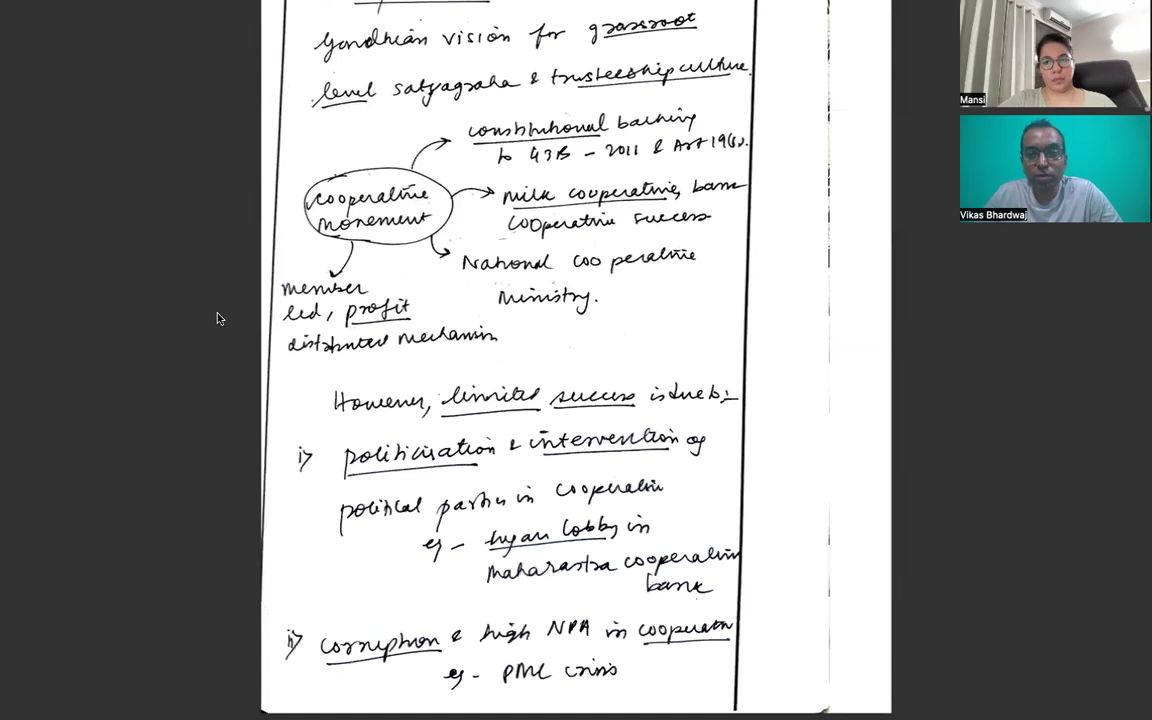 Gandhian vision for grassroot
level satyagraha & trusteeship culture.
constitutional backing
to 43B - 2011 & Art 19(c).
cooperative
movement
milk cooperative, bank
cooperative success
National cooperative
ministry.
member
led, profit
distributed mechanism
However, limited success is due to:-
i) politicisation & intervention of
political parties in cooperative
eg - sugar lobby in
Maharastra cooperative
bank
ii) corruption & high NPA in cooperative
eg - PMC crisis
Mansi
Vikas Bhardwaj